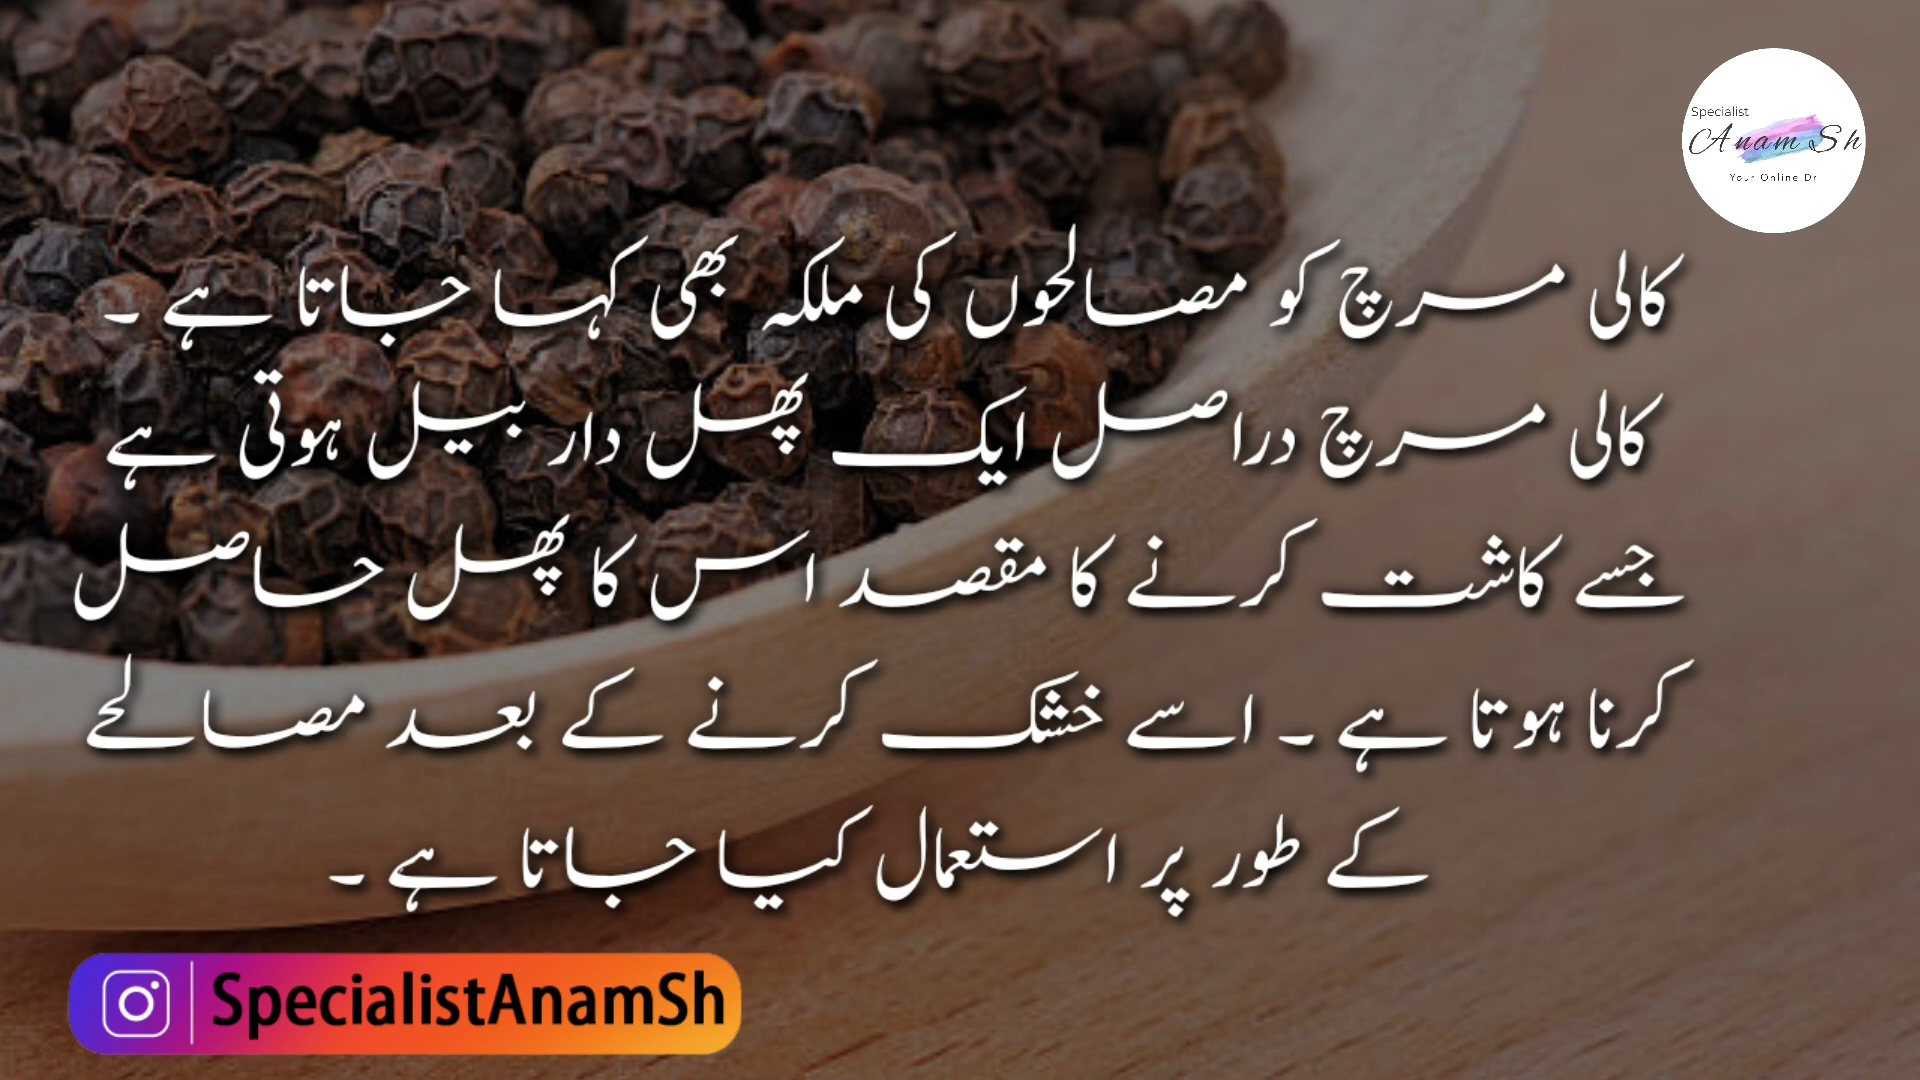 Specialist
Anam Sh
Your Online Dr
کالی مرچ کو مصالحوں کی ملکہ بھی کہا جاتا ہے ۔
کالی مرچ دراصل ایک پھل دار بیل ہوتی ہے
جسے کاشت کرنے کا مقصد اس کا پھل حاصل
کرنا ہوتا ہے ۔ اسے خشک کرنے کے بعد مصالحے
کے طور پر استعمال کیا جاتا ہے ۔
SpecialistAnamSh